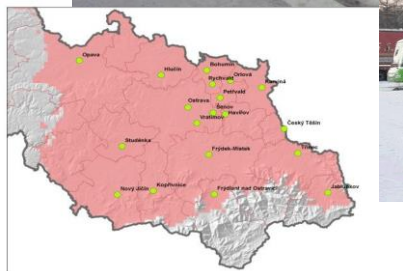 Opava
Bohumín
Hlučín
Rychvald
Orlová
Karviná
Petřvald
Ostrava
Šenov
Havířov
Vratimov
Český Těšín
Studénka
Frýdek-Místek
Třinec
Nový Jičín
Kopřivnice
Frýdlant nad Ostravicí
Jablunkov